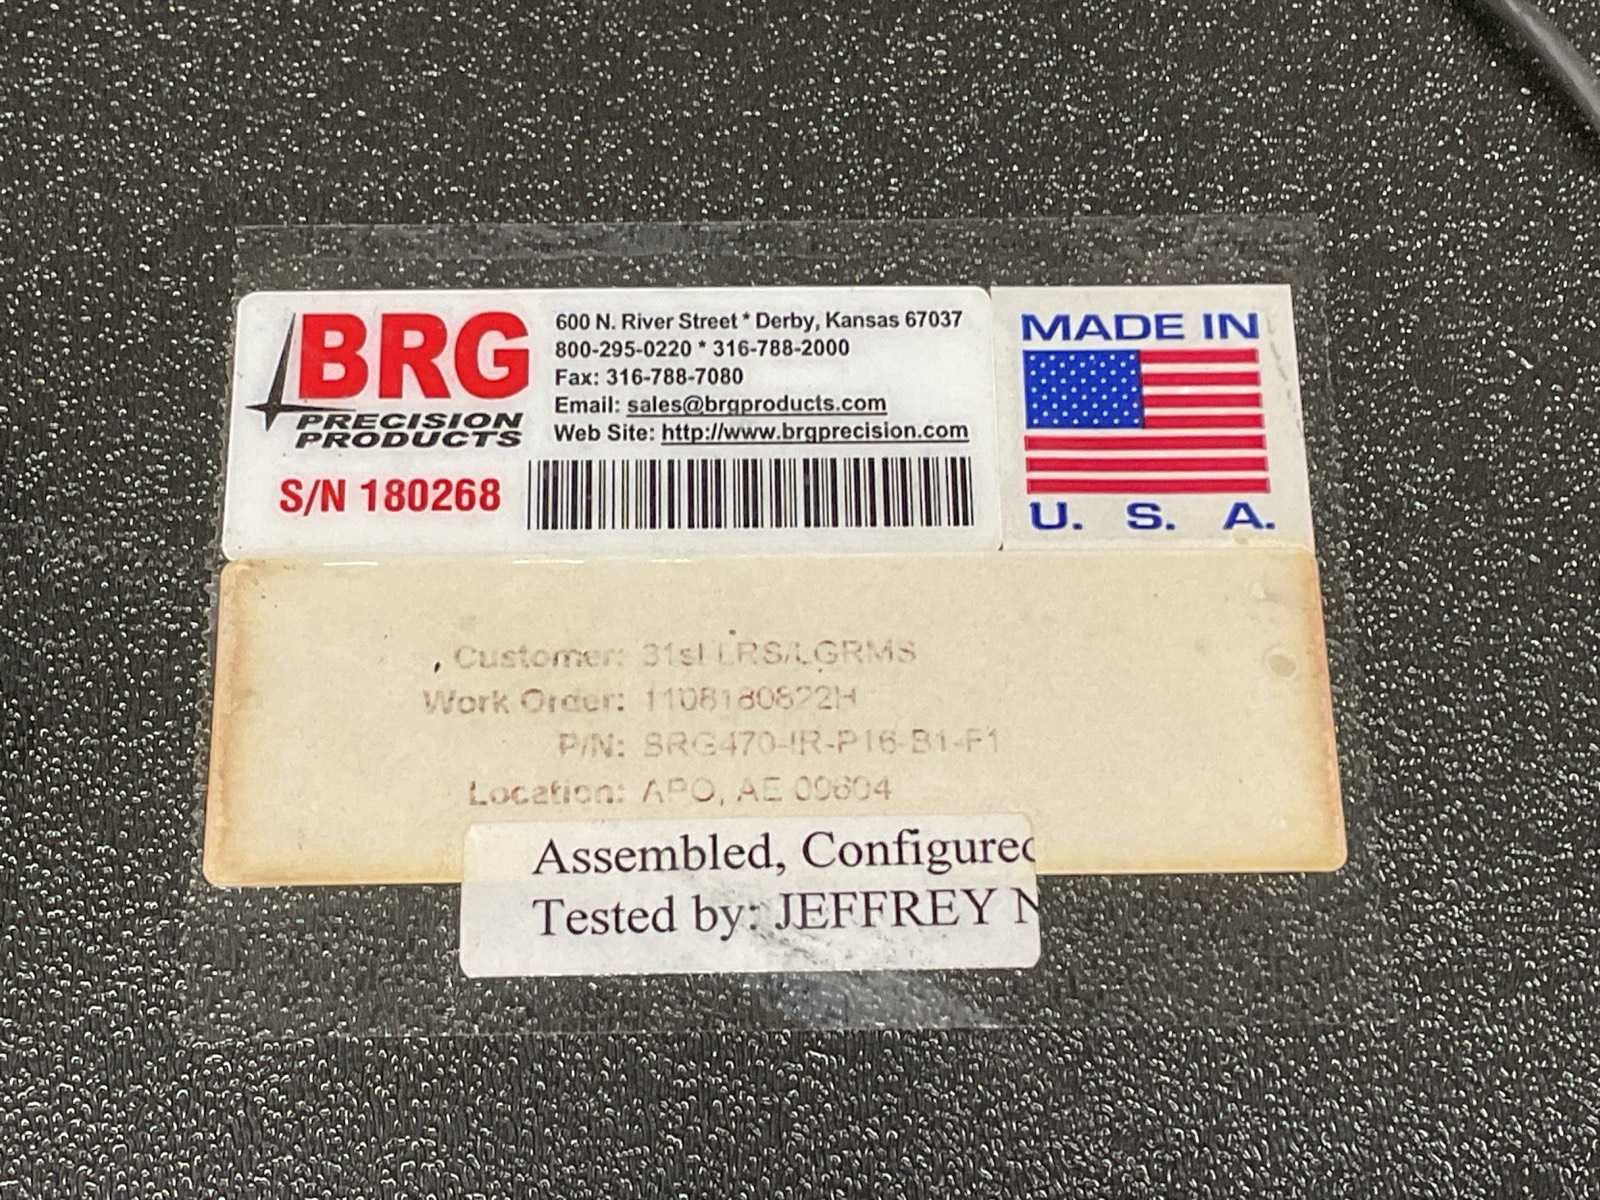 BRG
PRECISION
PRODUCTS
600 N. River Street * Derby, Kansas 67037
800-295-0220 * 316-788-2000
Fax: 316-788-7080
Email: sales@brgproducts.com
Web Site: http://www.brgprecision.com
S/N 180268
MADE IN
U. S. A.
Customer: 31st LRS/LGRMS
Work Order: 1108180822H
P/N: BRG470-IR-P16-B1-F1
Location: APO, AE 09604
Assembled, Configured
Tested by: JEFFREY N